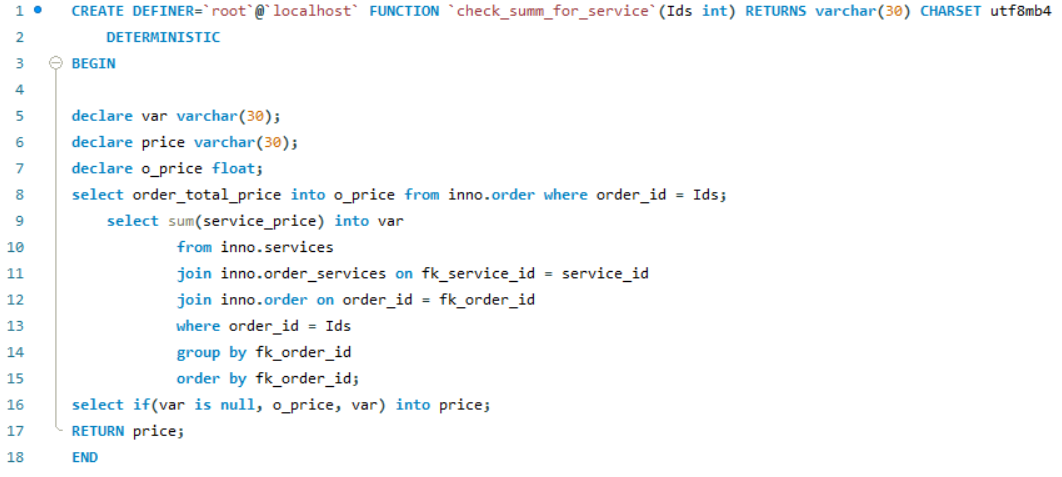 1 CREATE DEFINER=`root`@`localhost` FUNCTION `check_summ_for_service`(Ids int) RETURNS varchar(30) CHARSET utf8mb4
2 DETERMINISTIC
3 BEGIN
4
5 declare var varchar(30);
6 declare price varchar(30);
7 declare o_price float;
8 select order_total_price into o_price from inno.order where order_id = Ids;
9 select sum(service_price) into var
10 from inno.services
11 join inno.order_services on fk_service_id = service_id
12 join inno.order on order_id = fk_order_id
13 where order_id = Ids
14 group by fk_order_id
15 order by fk_order_id;
16 select if(var is null, o_price, var) into price;
17 RETURN price;
18 END